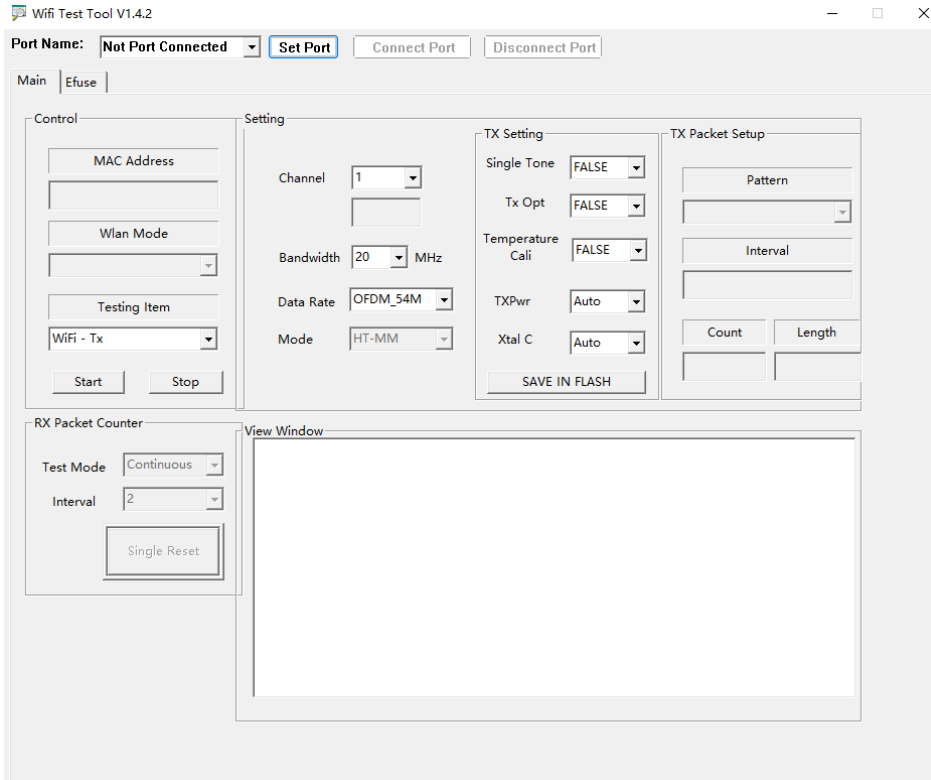 Wifi Test Tool V1.4.2
Port Name: Not Port Connected Set Port Connect Port Disconnect Port
Main Efuse
Control
MAC Address
Wlan Mode
Testing Item
WiFi - Tx
Start Stop
Setting
Channel 1
Bandwidth 20 MHz
Data Rate OFDM_54M
Mode HT-MM
TX Setting
Single Tone FALSE
Tx Opt FALSE
Temperature
Cali FALSE
TXPwr Auto
Xtal C Auto
SAVE IN FLASH
TX Packet Setup
Pattern
Interval
Count Length
RX Packet Counter
Test Mode Continuous
Interval 2
Single Reset
View Window